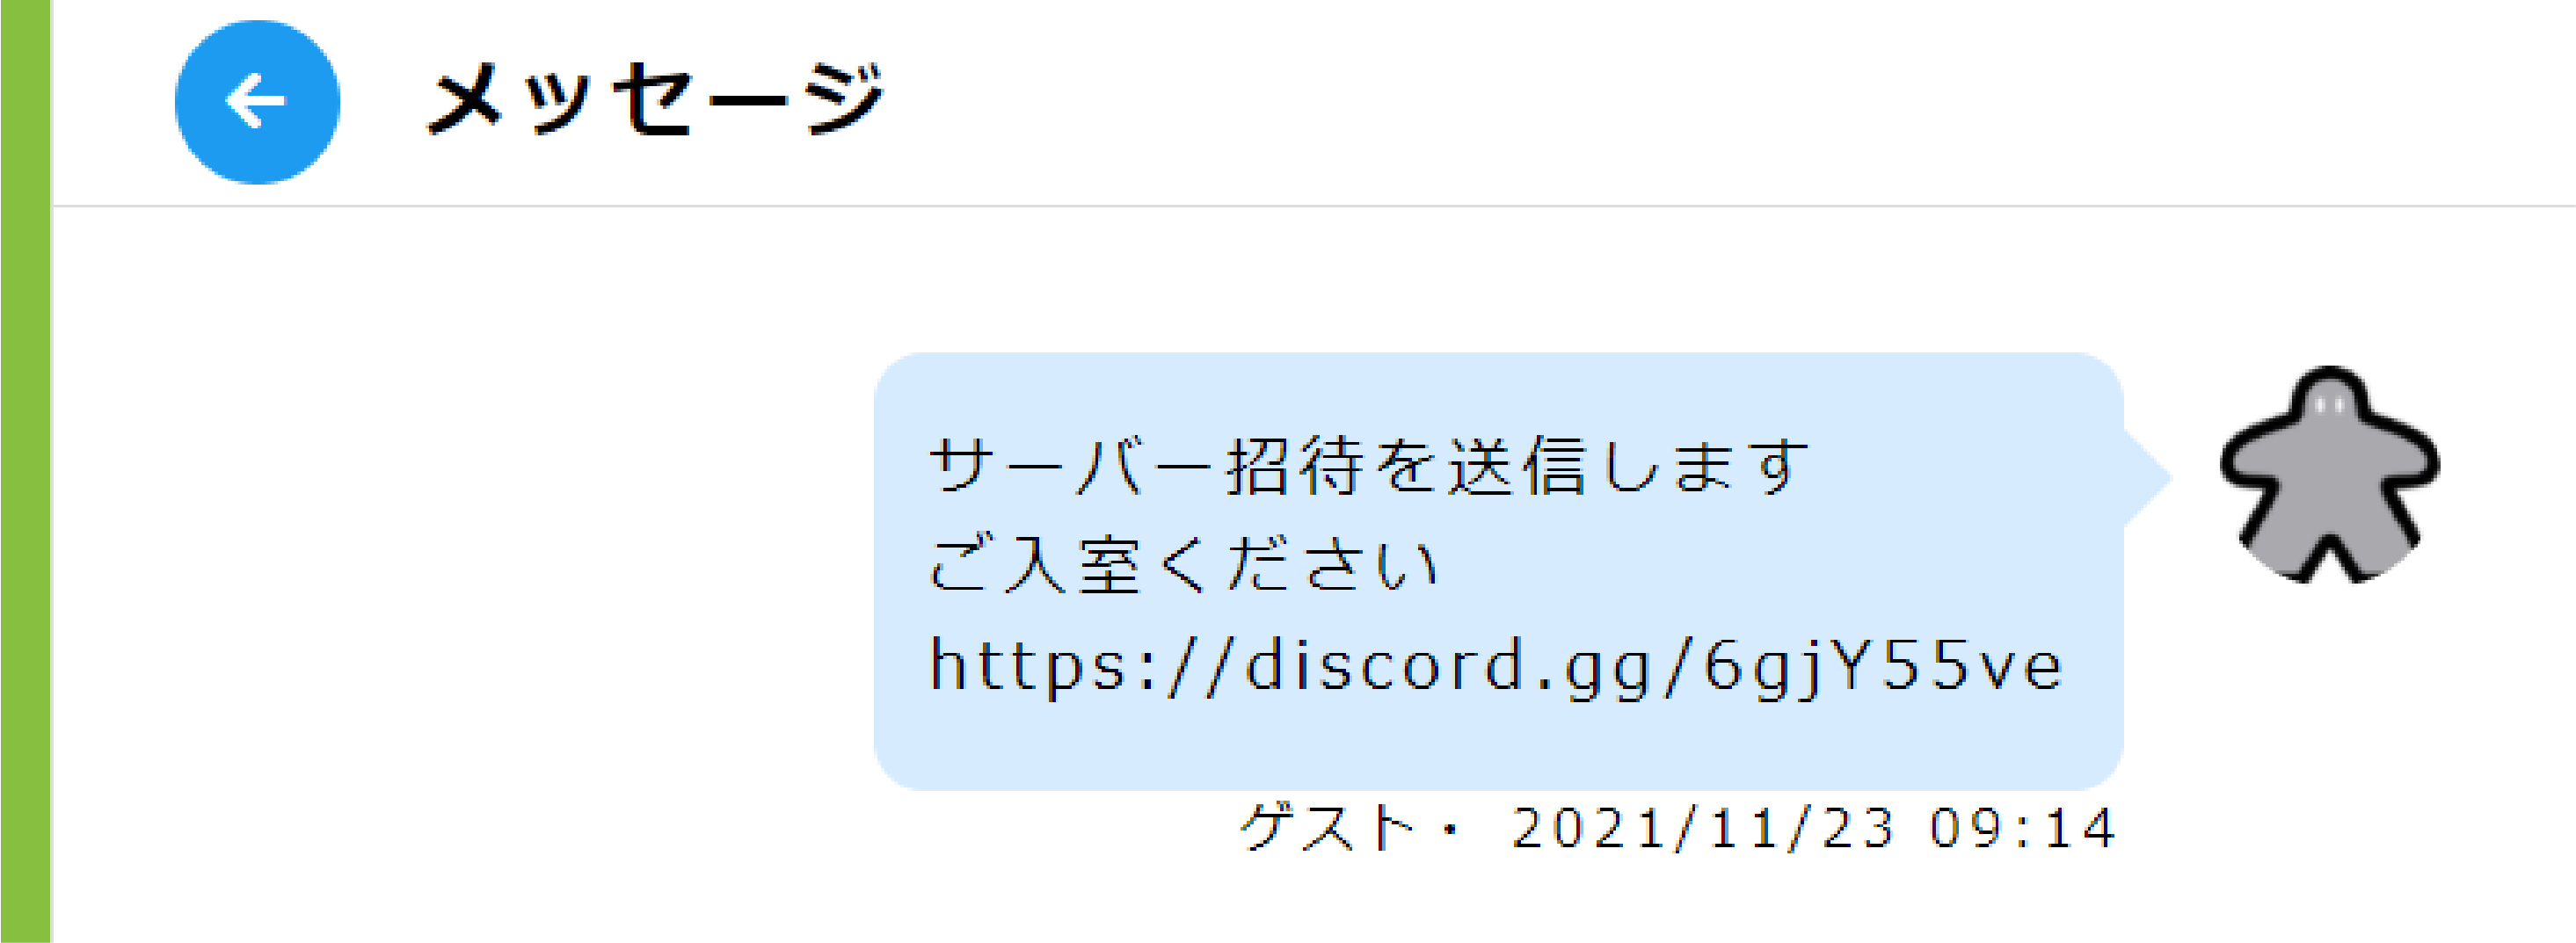 メッセージ
サーバー招待を送信します
ご入室ください
https://discord.gg/6gjY55ve
ゲスト・ 2021/11/23 09:14